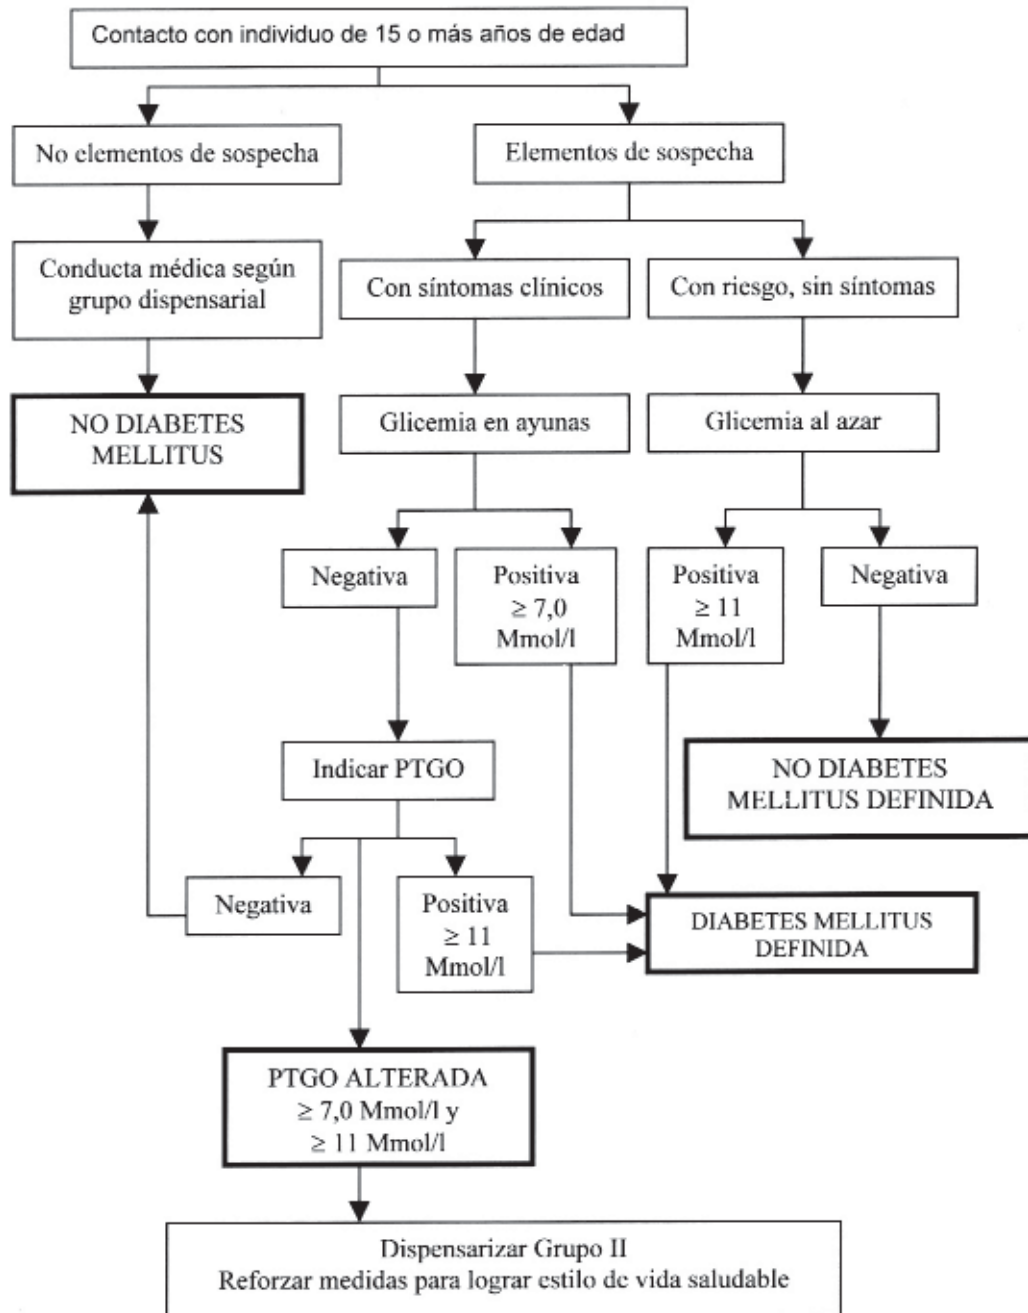 Contacto con individuo de 15 o más años de edad
No elementos de sospecha
Elementos de sospecha
Conducta médica según
grupo dispensarial
Con síntomas clínicos
Con riesgo, sin síntomas
NO DIABETES
MELLITUS
Glicemia en ayunas
Glicemia al azar
Negativa
Positiva
≥ 7,0
Mmol/l
Positiva
≥ 11
Mmol/l
Negativa
Indicar PTGO
NO DIABETES
MELLITUS DEFINIDA
Negativa
Positiva
≥ 11
Mmol/l
DIABETES MELLITUS
DEFINIDA
PTGO ALTERADA
≥ 7,0 Mmol/l y
≥ 11 Mmol/l
Dispensarizar Grupo II
Reforzar medidas para lograr estilo de vida saludable